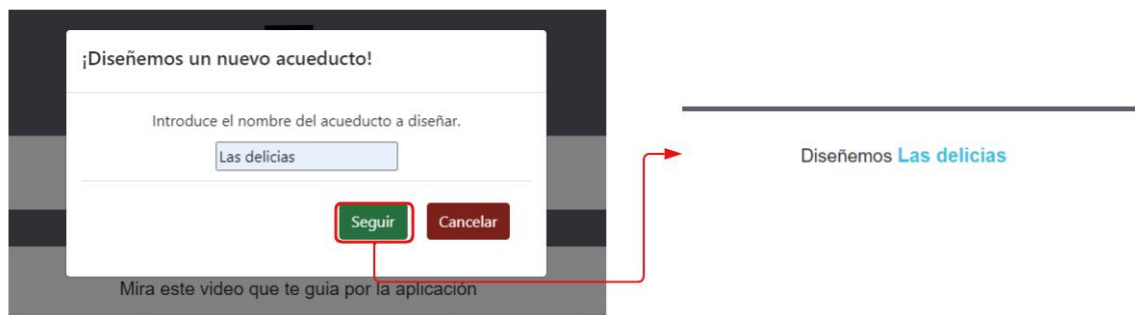 ¡Diseñemos un nuevo acueducto!
Introduce el nombre del acueducto a diseñar.
Las delicias
Seguir
Cancelar
Mira este video que te guia por la aplicación
Diseñemos Las delicias